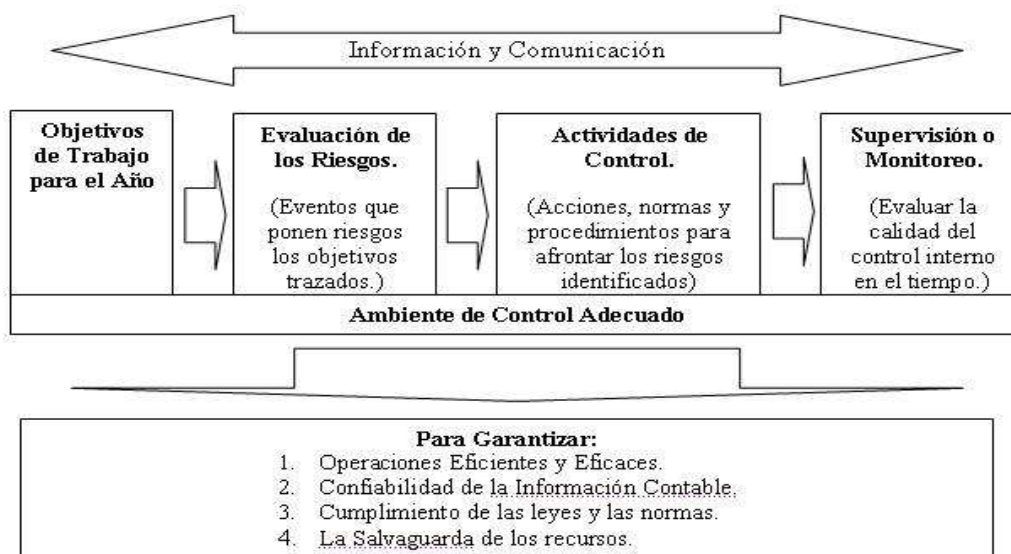 Información y Comunicación
Objetivos
de Trabajo
para el Año
Evaluación de
los Riesgos.
(Eventos que
ponen riesgos
los objetivos
trazados.)
Actividades de
Control.
(Acciones, normas y
procedimientos para
afrontar los riesgos
identificados)
Supervisión o
Monitoreo.
(Evaluar la
calidad del
control interno
en el tiempo.)
Ambiente de Control Adecuado
Para Garantizar:
1. Operaciones Eficientes y Eficaces.
2. Confiabilidad de la Información Contable.
3. Cumplimiento de las leyes y las normas.
4. La Salvaguarda de los recursos.